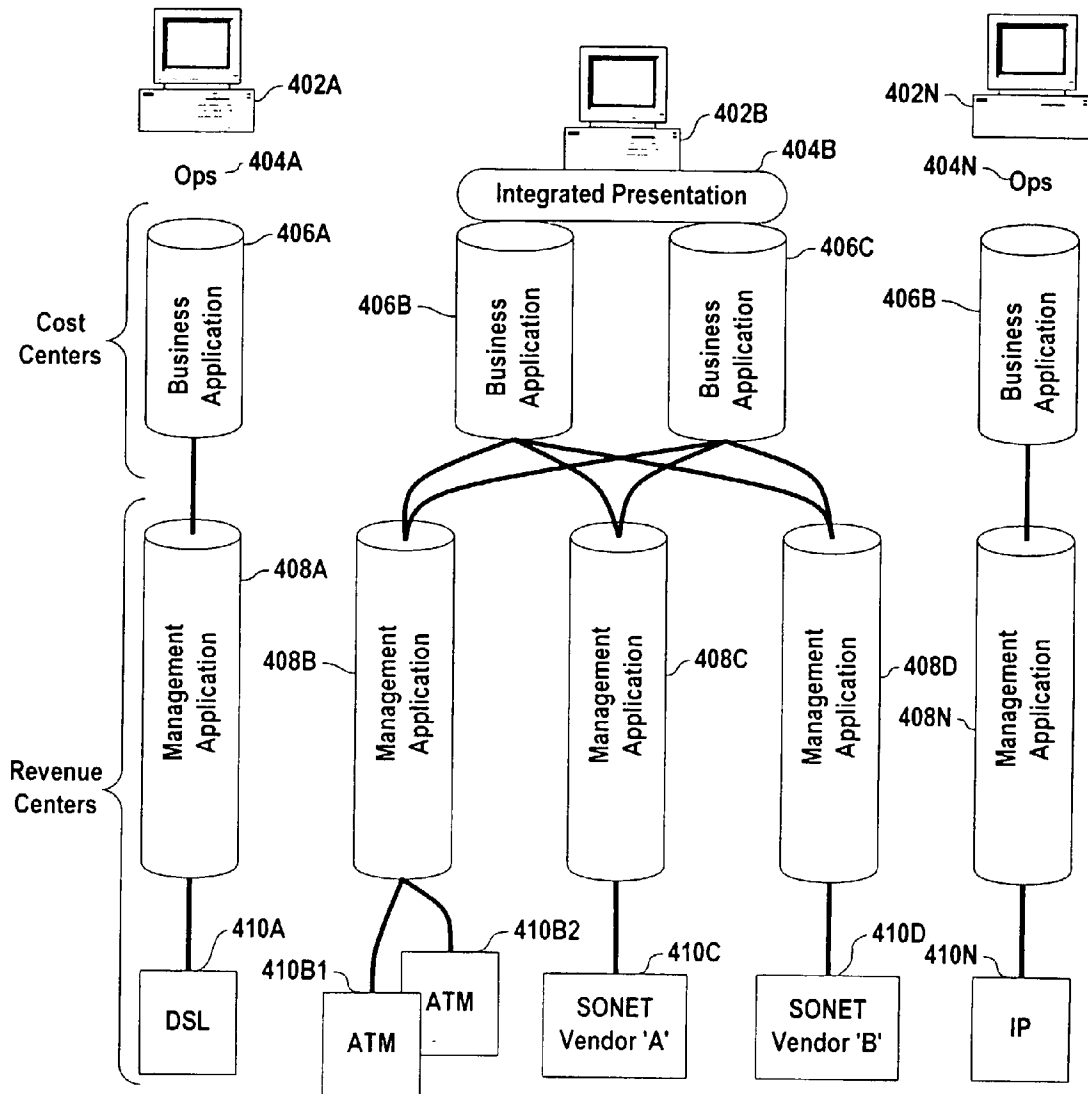 402A
402B
402N
404A
Ops
404B
Integrated Presentation
404N
Ops
Cost
Centers
406A
Business
Application
406B
Business
Application
406C
Business
Application
406B
Business
Application
Revenue
Centers
408A
Management
Application
408B
Management
Application
408C
Management
Application
408D
Management
Application
408N
Management
Application
410A
DSL
410B1
ATM
410B2
ATM
410C
SONET
Vendor 'A'
410D
SONET
Vendor 'B'
410N
IP